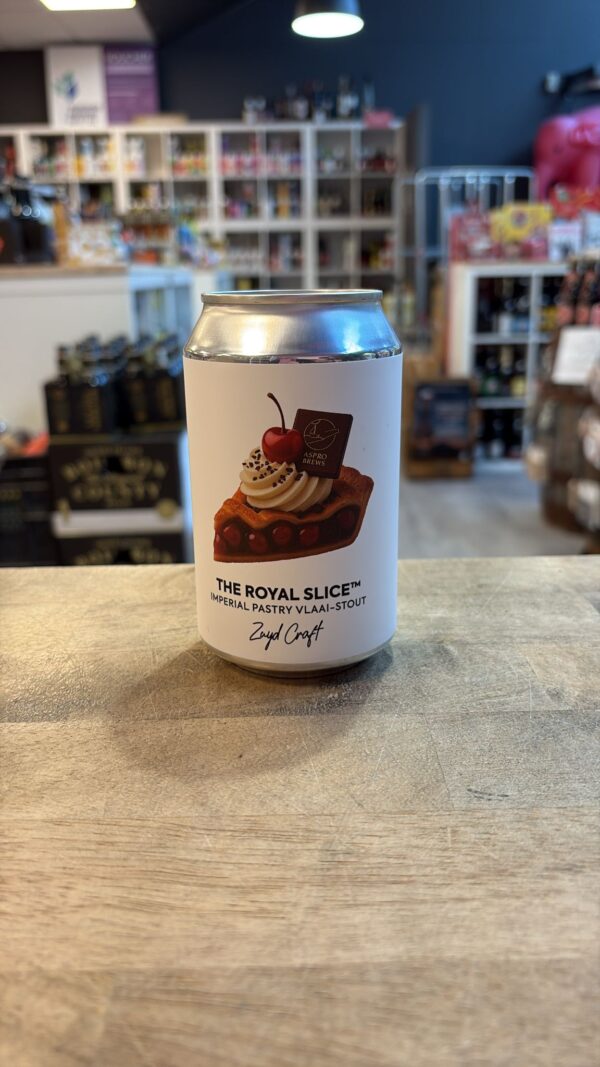 ASPRO
BREWS
THE ROYAL SLICE™
IMPERIAL PASTRY VLAAI-STOUT
Zuyd Craft